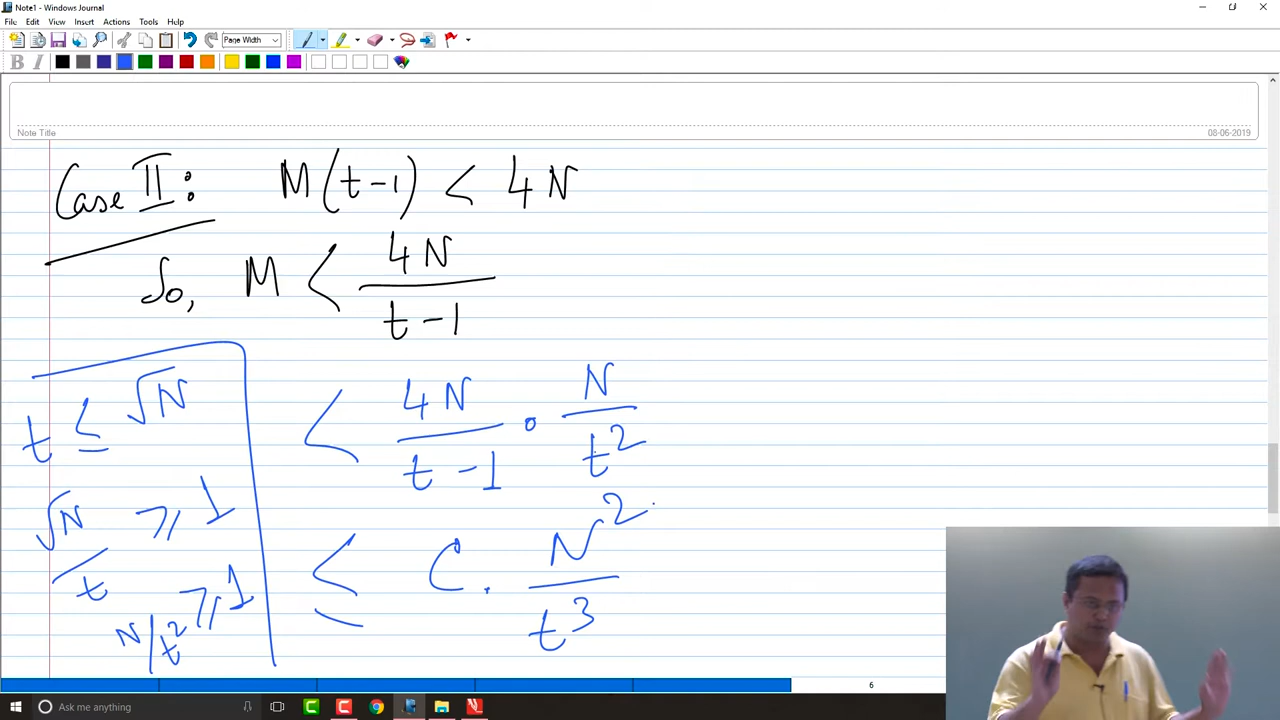 Note1 - Windows Journal
File Edit View Insert Actions Tools Help
Page Width
B I
Note Title
08-06-2019
Case II: M(t-1) < 4N
So, M < 4N / t-1
t ≤ √N
< 4N / t-1 · N / t²
√N / t ⩾ 1
≤ C. N² / t³
N/t² ⩾ 1
6
Ask me anything